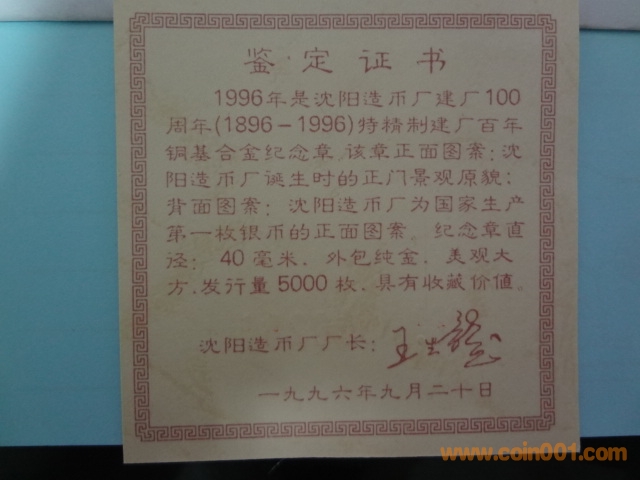 鉴·定证书
1996年是沈阳造币厂建厂100
周年(1896-1996)特精制建厂百年
铜基合金纪念章.该章正面图案:沈
阳造币厂诞生时的正门景观原貌;
背面图案:沈阳造币厂为国家生产
第一枚银币的正面图案.纪念章直
径:40毫米.外包纯金.美观大
方.发行量5000枚.具有收藏价值。
沈阳造币厂厂长:
一九九六年九月二十日
www.coin001.com